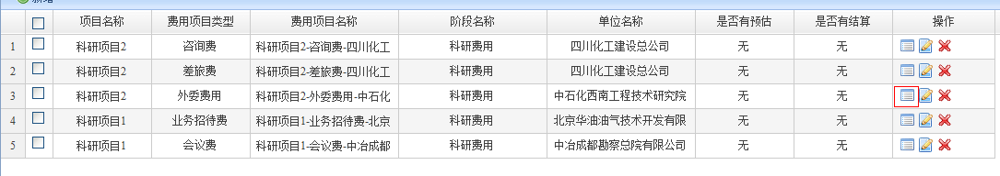 项目名称 费用项目类型 费用项目名称 阶段名称 单位名称 是否有预估 是否有结算 操作
1 科研项目2 咨询费 科研项目2-咨询费-四川化工 科研费用 四川化工建设总公司 无 无
2 科研项目2 差旅费 科研项目2-差旅费-四川化工 科研费用 四川化工建设总公司 无 无
3 科研项目2 外委费用 科研项目2-外委费用-中石化 科研费用 中石化西南工程技术研究院 无 无
4 科研项目1 业务招待费 科研项目1-业务招待费-北京 科研费用 北京华油油气技术开发有限 无 无
5 科研项目1 会议费 科研项目1-会议费-中冶成都 科研费用 中冶成都勘察总院有限公司 无 无